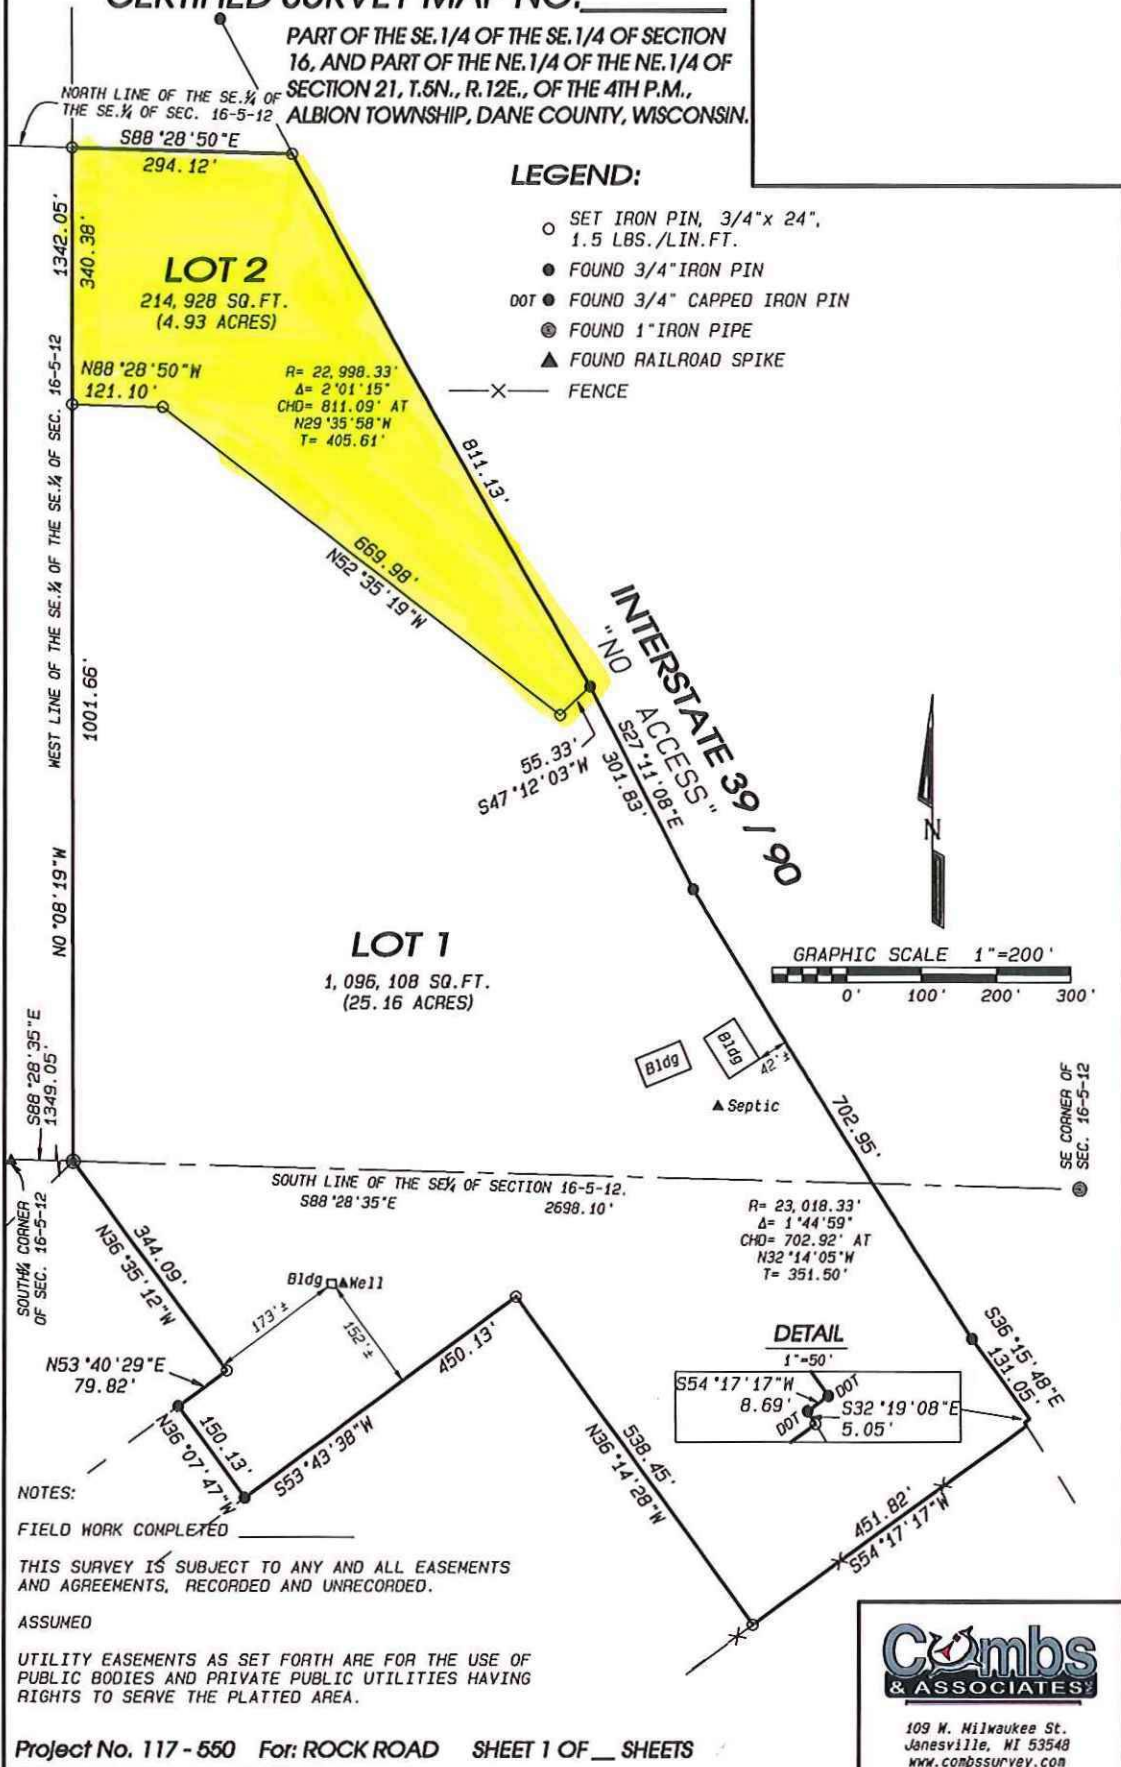 CERTIFIED SURVEY MAP NO.
PART OF THE SE.1/4 OF THE SE.1/4 OF SECTION
16, AND PART OF THE NE.1/4 OF THE NE.1/4 OF
SECTION 21, T.5N., R.12E., OF THE 4TH P.M.,
ALBION TOWNSHIP, DANE COUNTY, WISCONSIN.
NORTH LINE OF THE SE.¼ OF
THE SE.¼ OF SEC. 16-5-12
S88°28'50"E
294.12'
LEGEND:
SET IRON PIN, 3/4"x 24",
1.5 LBS./LIN.FT.
FOUND 3/4"IRON PIN
DOT FOUND 3/4" CAPPED IRON PIN
FOUND 1"IRON PIPE
FOUND RAILROAD SPIKE
FENCE
1342.05'
340.38'
LOT 2
214,928 SQ.FT.
(4.93 ACRES)
N88°28'50"W
121.10'
R= 22,998.33'
Δ= 2°01'15"
CHD= 811.09' AT
N29°35'58"W
T= 405.61'
811.13'
669.98'
N52°35'19"W
WEST LINE OF THE SE.¼ OF THE SE.¼ OF SEC. 16-5-12
1001.66'
N0°08'19"W
INTERSTATE 39 / 90
"NO
ACCESS"
55.33'
S47°12'03"W
S27°11'08"E
301.83'
N
LOT 1
1,096,108 SQ.FT.
(25.16 ACRES)
GRAPHIC SCALE 1"=200'
0' 100' 200' 300'
Bldg
Bldg
42'±
Septic
702.95'
S88°28'35"E
1349.05'
SE CORNER OF
SEC. 16-5-12
SOUTH LINE OF THE SE¼ OF SECTION 16-5-12.
S88°28'35"E 2698.10'
SOUTH¼ CORNER
OF SEC. 16-5-12
R= 23,018.33'
Δ= 1°44'59"
CHD= 702.92' AT
N32°14'05"W
T= 351.50'
344.09'
N36°35'12"W
Bldg Well
173'±
152'±
450.13'
S53°43'38"W
N53°40'29"E
79.82'
150.13'
N36°07'47"W
538.45'
N36°14'28"W
S36°15'48"E
131.05'
DETAIL
1"=50'
S54°17'17"W
8.69'
DOT
DOT
S32°19'08"E
5.05'
451.82'
S54°17'17"W
NOTES:
FIELD WORK COMPLETED
THIS SURVEY IS SUBJECT TO ANY AND ALL EASEMENTS
AND AGREEMENTS, RECORDED AND UNRECORDED.
ASSUMED
UTILITY EASEMENTS AS SET FORTH ARE FOR THE USE OF
PUBLIC BODIES AND PRIVATE PUBLIC UTILITIES HAVING
RIGHTS TO SERVE THE PLATTED AREA.
Project No. 117 - 550 For: ROCK ROAD SHEET 1 OF __ SHEETS
Combs
& ASSOCIATES INC
109 W. Milwaukee St.
Janesville, WI 53548
www.combssurvey.com